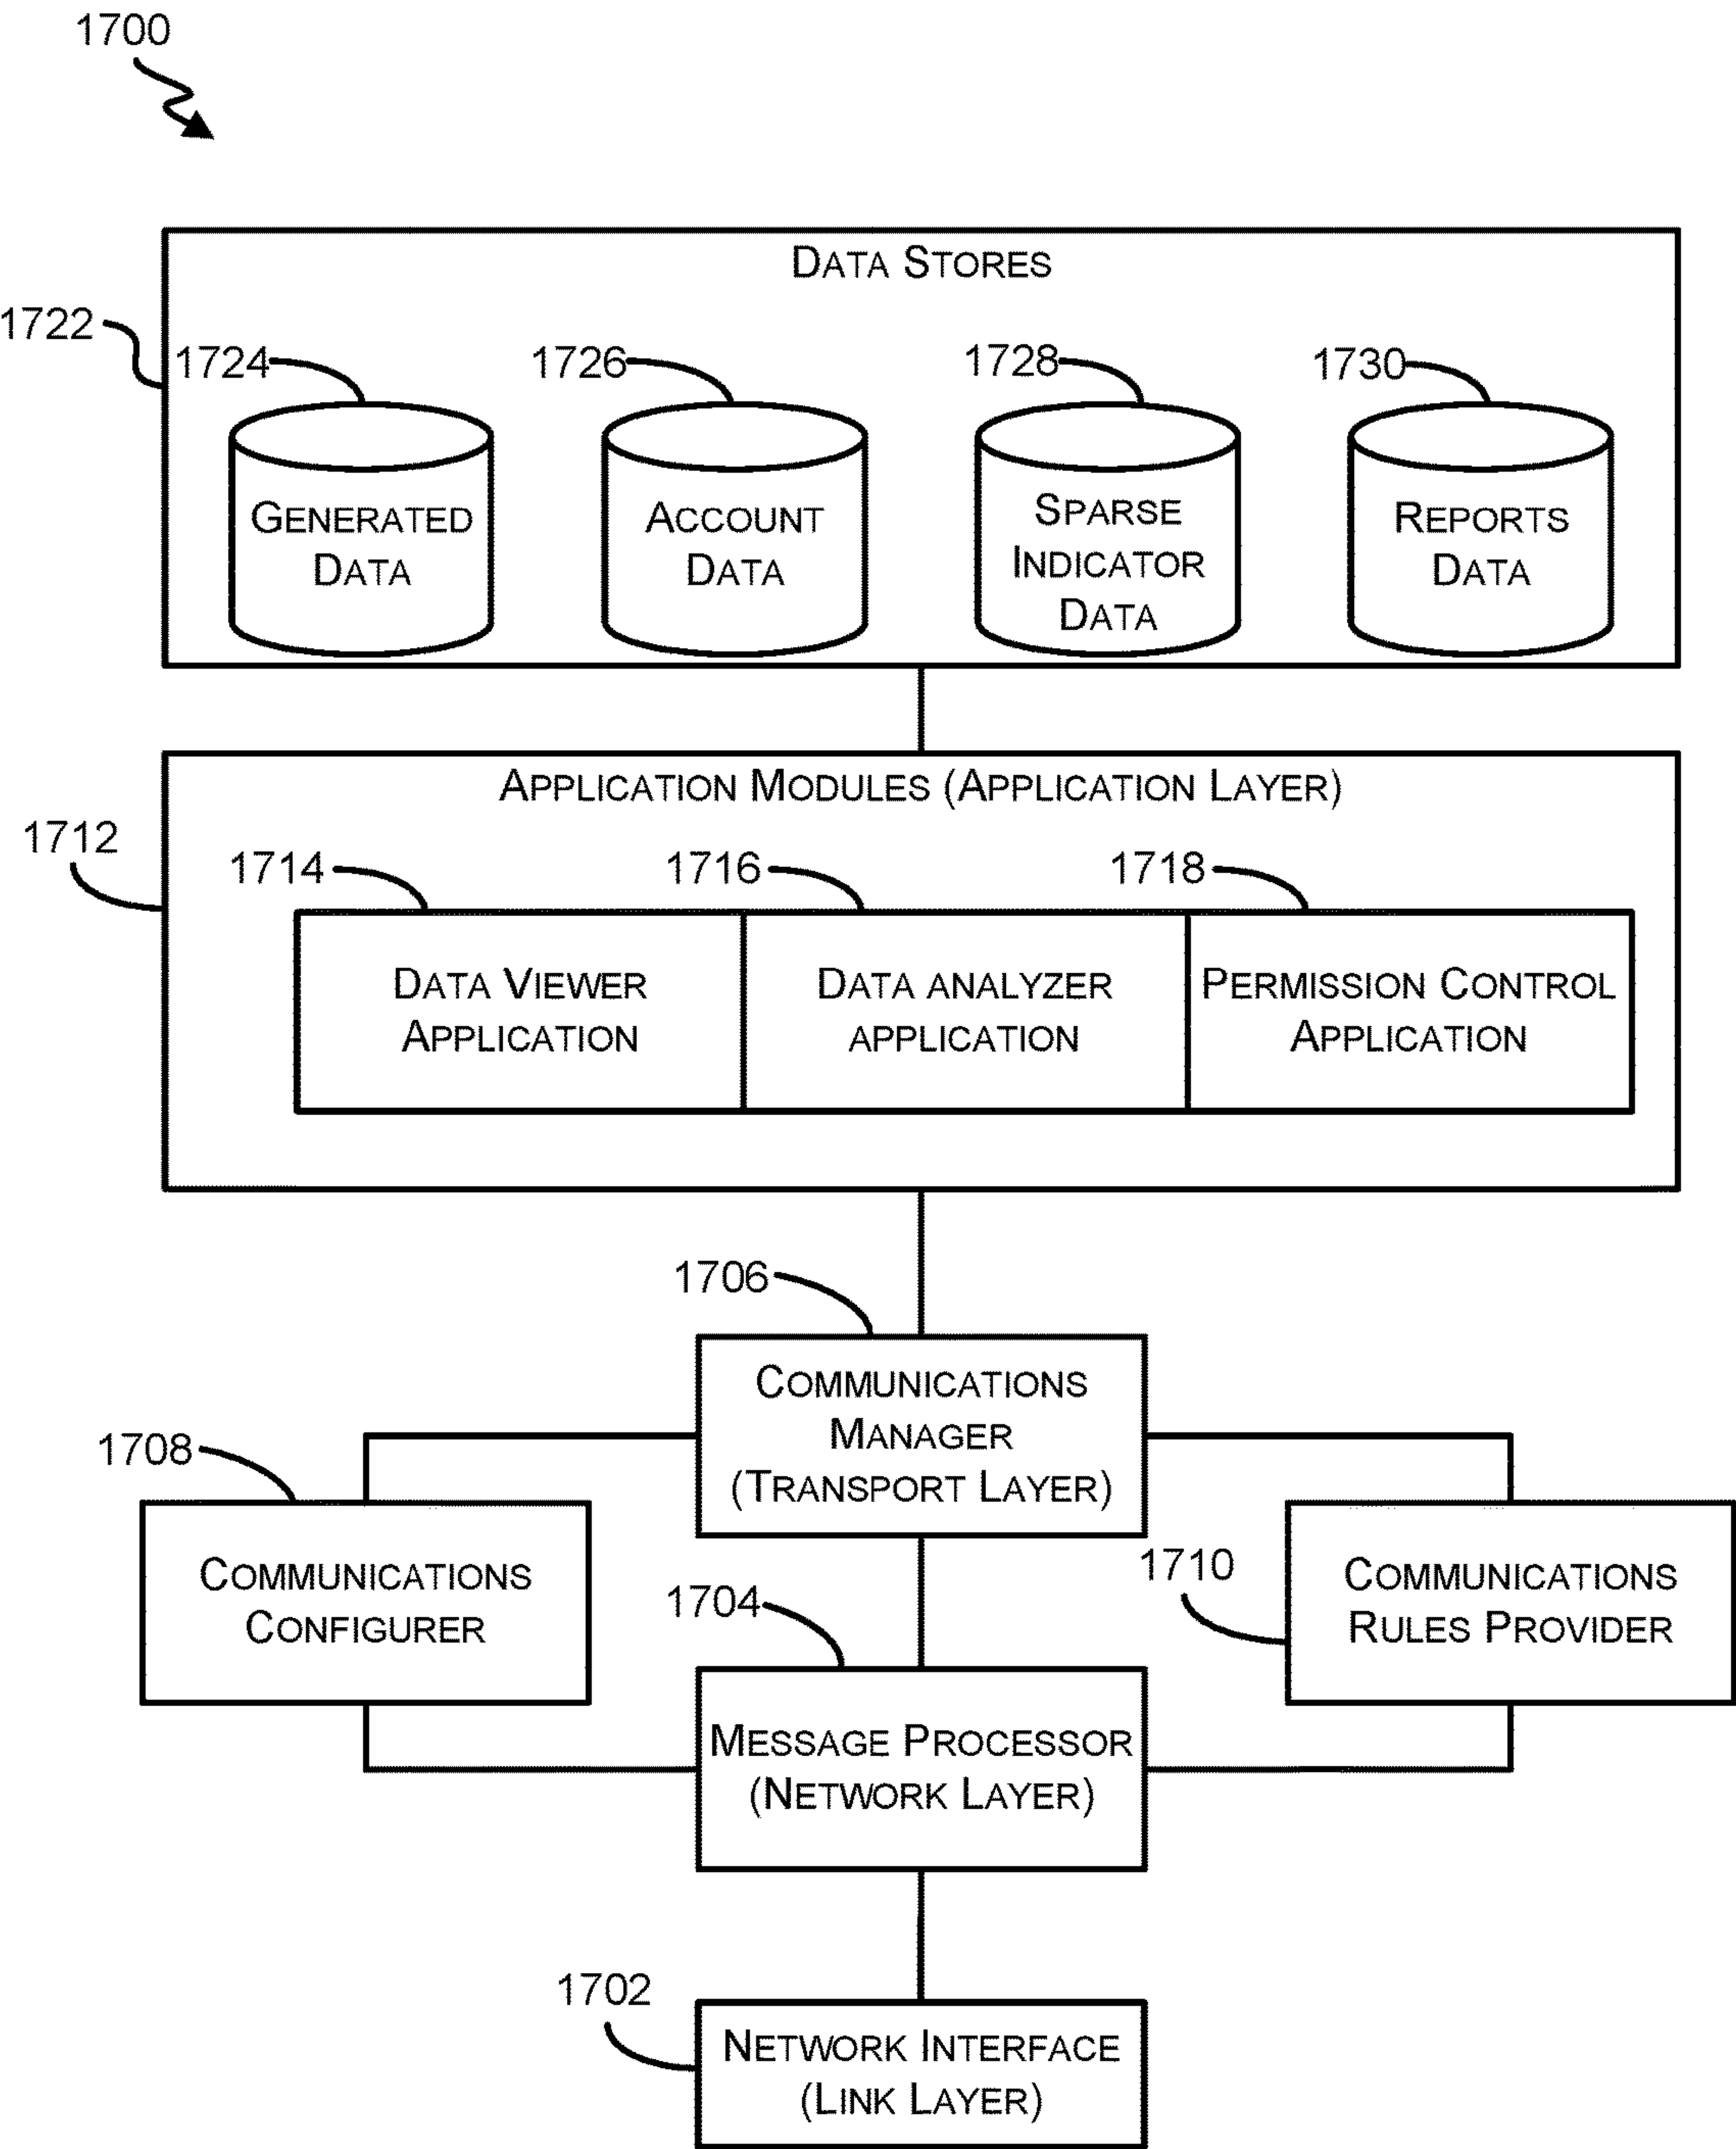 1700
DATA STORES
1722
1724
1726
1728
1730
GENERATED
DATA
ACCOUNT
DATA
SPARSE
INDICATOR
DATA
REPORTS
DATA
APPLICATION MODULES (APPLICATION LAYER)
1712
1714
1716
1718
DATA VIEWER
APPLICATION
DATA ANALYZER
APPLICATION
PERMISSION CONTROL
APPLICATION
1706
COMMUNICATIONS
MANAGER
(TRANSPORT LAYER)
1708
COMMUNICATIONS
CONFIGURER
1710
COMMUNICATIONS
RULES PROVIDER
1704
MESSAGE PROCESSOR
(NETWORK LAYER)
1702
NETWORK INTERFACE
(LINK LAYER)